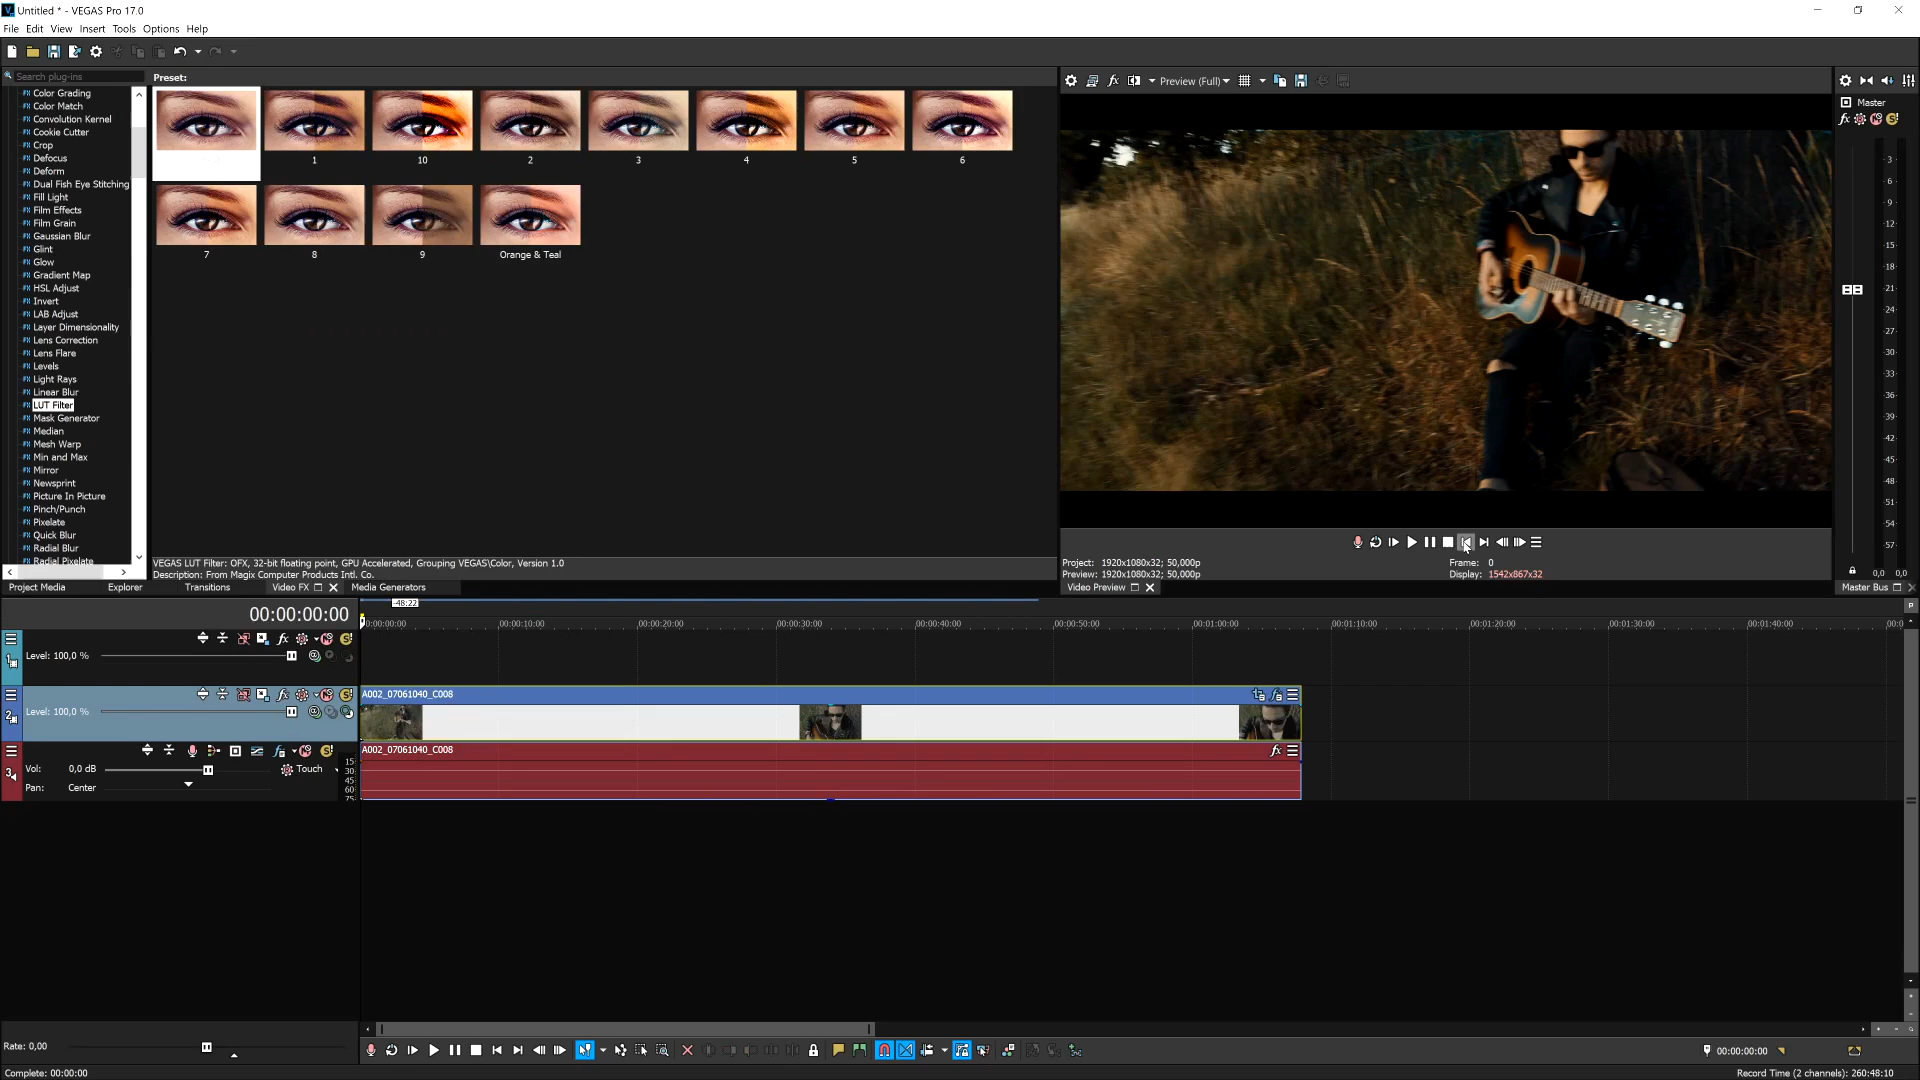 Untitled * - VEGAS Pro 17.0
File Edit View Insert Tools Options Help
Search plug-ins
Color Grading
Color Match
Convolution Kernel
Cookie Cutter
Crop
Defocus
Deform
Dual Fish Eye Stitching
Fill Light
Film Effects
Film Grain
Gaussian Blur
Glint
Glow
Gradient Map
HSL Adjust
Invert
LAB Adjust
Layer Dimensionality
Lens Correction
Lens Flare
Levels
Light Rays
Linear Blur
LUT Filter
Mask Generator
Median
Mesh Warp
Min and Max
Mirror
Newsprint
Picture In Picture
Pinch/Punch
Pixelate
Quick Blur
Radial Blur
Radial Pixelate
Preset:
1 10 2 3 4 5 6
7 8 9 Orange & Teal
VEGAS LUT Filter: OFX, 32-bit floating point, GPU Accelerated, Grouping VEGAS\Color, Version 1.0
Description: From Magix Computer Products Intl. Co.
Project Media Explorer Transitions Video FX Media Generators
Preview (Full)
Project: 1920x1080x32; 50,000p Frame: 0
Preview: 1920x1080x32; 50,000p Display: 1542x867x32
Video Preview
Master
-3
-6
-9
-12
-15
-18
-21
-24
-27
-30
-33
-36
-39
-42
-45
-48
-51
-54
-57
0,0 0,0
Master Bus
00:00:00:00
-48:22
00:00:00:00 00:00:10:00 00:00:20:00 00:00:30:00 00:00:40:00 00:00:50:00 00:01:00:00 00:01:10:00 00:01:20:00 00:01:30:00 00:01:40:00
1
Level: 100,0 %
2
Level: 100,0 %
A002_07061040_C008
3
Vol: 0,0 dB Touch
Pan: Center
15
30
45
60
75
A002_07061040_C008
Rate: 0,00
00:00:00:00
Complete: 00:00:00
Record Time (2 channels): 260:48:10